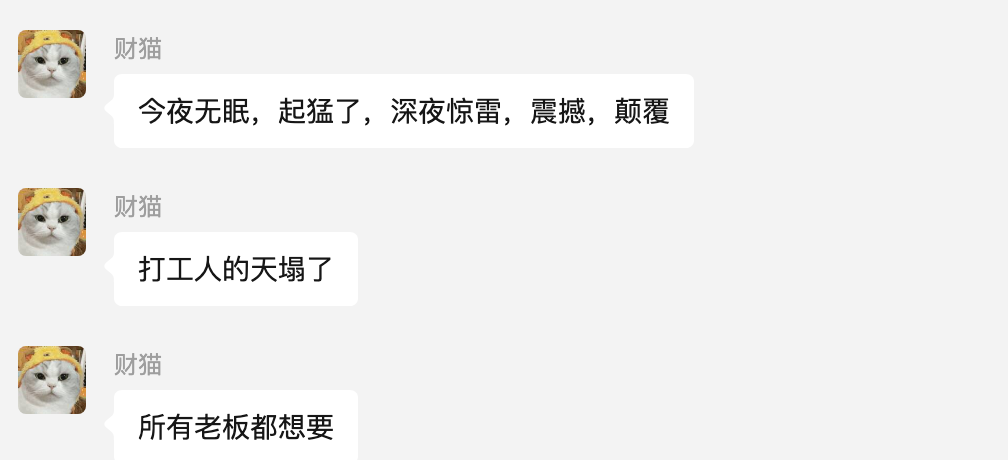 财猫
今夜无眠，起猛了，深夜惊雷，震撼，颠覆
财猫
打工人的天塌了
财猫
所有老板都想要